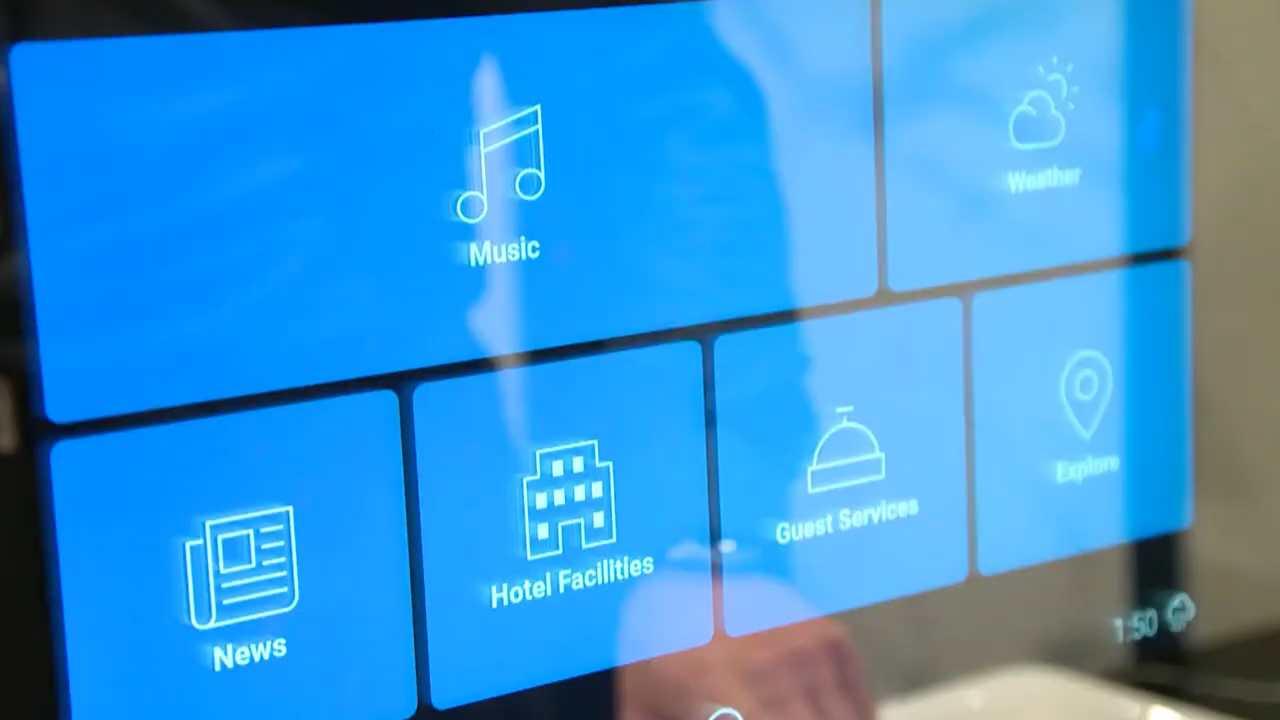 Music
Weather
News
Hotel Facilities
Guest Services
Explore
1:50